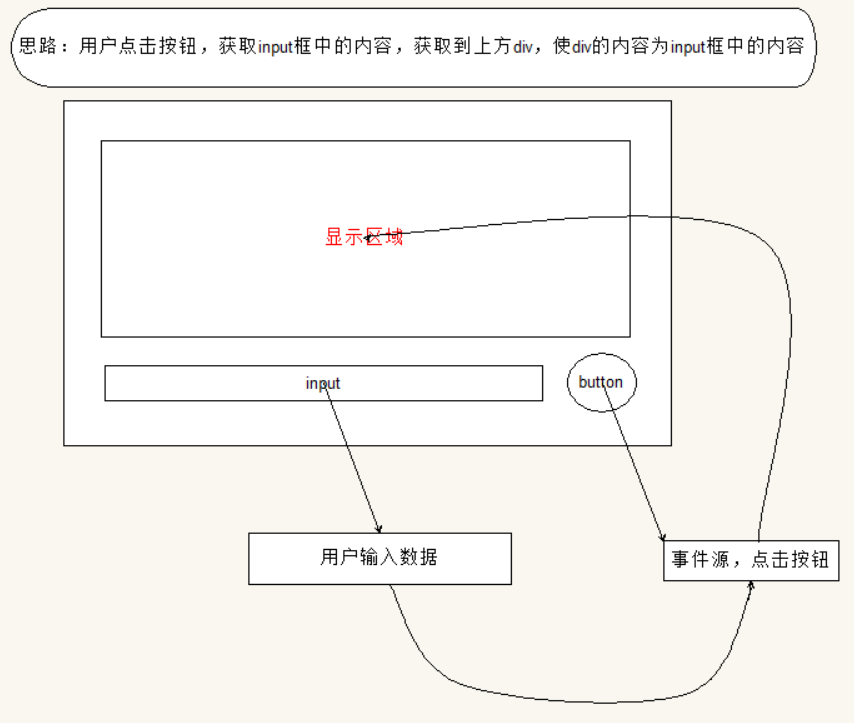 思路：用户点击按钮，获取input框中的内容，获取到上方div，使div的内容为input框中的内容
显示区域
input
button
用户输入数据
事件源，点击按钮